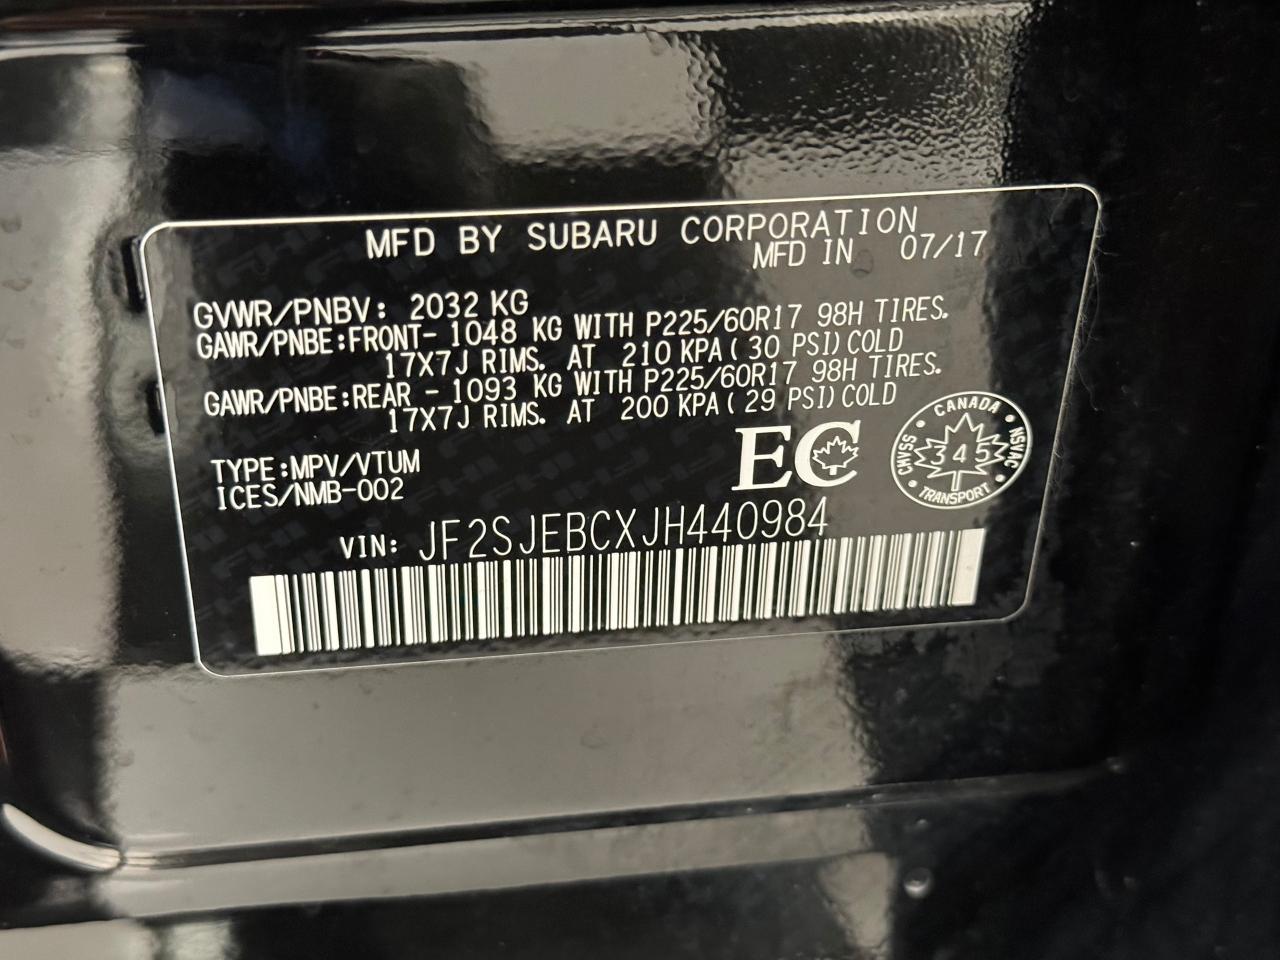 MFD BY SUBARU CORPORATION
MFD IN 07/17
GVWR/PNBV: 2032 KG
GAWR/PNBE:FRONT- 1048 KG WITH P225/60R17 98H TIRES.
17X7J RIMS. AT 210 KPA( 30 PSI)COLD
GAWR/PNBE:REAR - 1093 KG WITH P225/60R17 98H TIRES.
17X7J RIMS. AT 200 KPA( 29 PSI)COLD
TYPE:MPV/VTUM
ICES/NMB-002
EC
CANADA
CMVSS 345 NSVAC
TRANSPORT
VIN: JF2SJEBCXJH440984